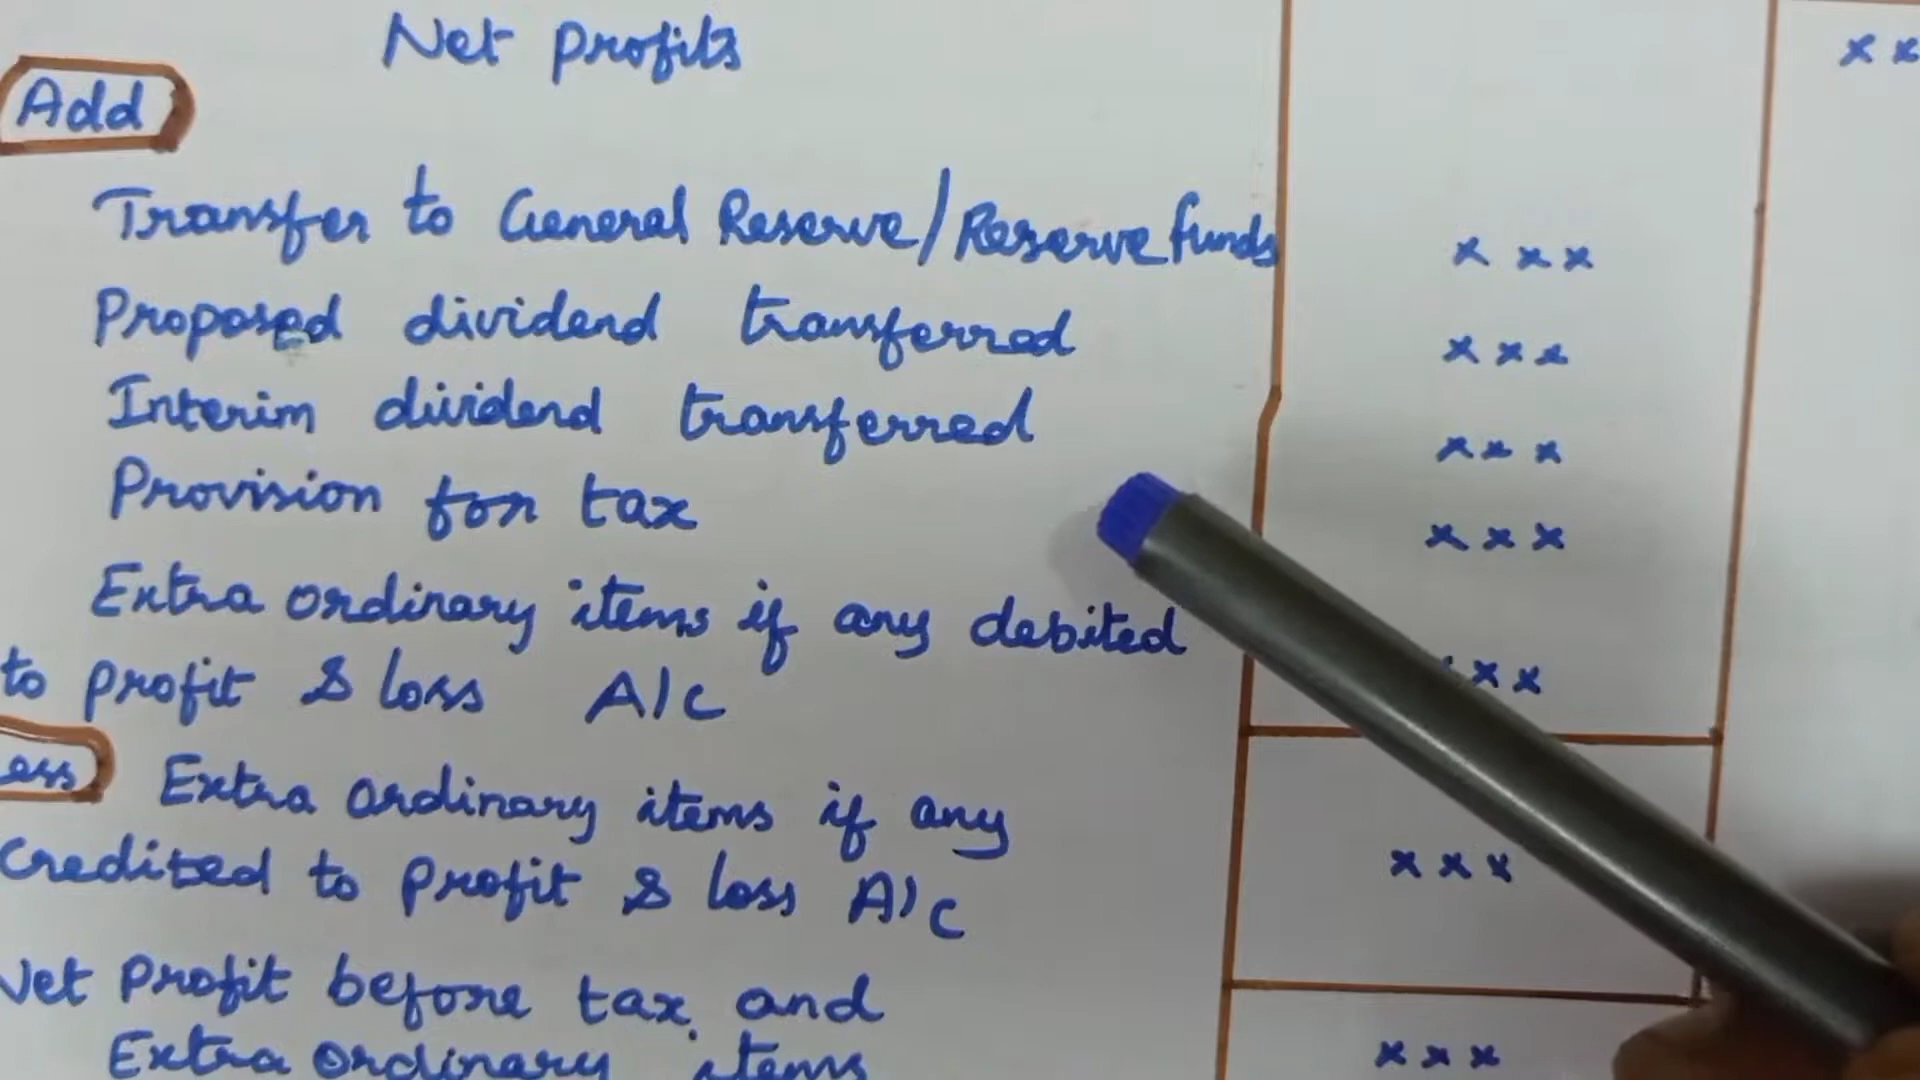 Net Profits x x
Add
Transfer to General Reserve/Reserve funds x x x
Proposed dividend transferred x x x
Interim dividend transferred x x x
Provision for tax x x x
Extra ordinary items if any debited
to profit & loss A/c x x
ess Extra ordinary items if any
Credited to Profit & loss A/c x x x
Net Profit before tax and
Extra ordinary items x x x